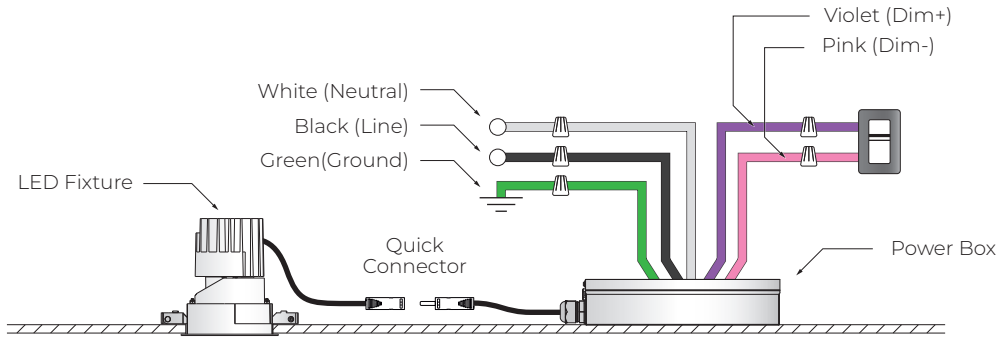 Violet (Dim+)
Pink (Dim-)
White (Neutral)
Black (Line)
Green(Ground)
LED Fixture
Quick
Connector
Power Box